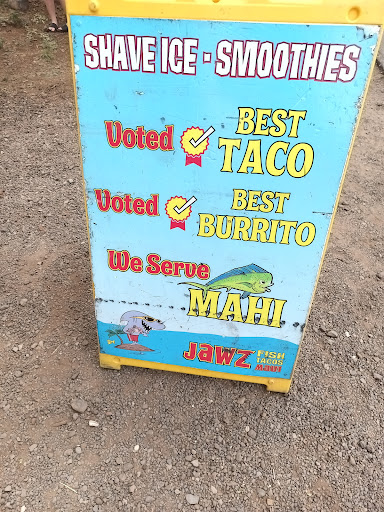 SHAVE ICE · SMOOTHIES
Voted BEST TACO
Voted BEST BURRITO
We Serve MAHI
JAWZ FISH TACOS MAUI